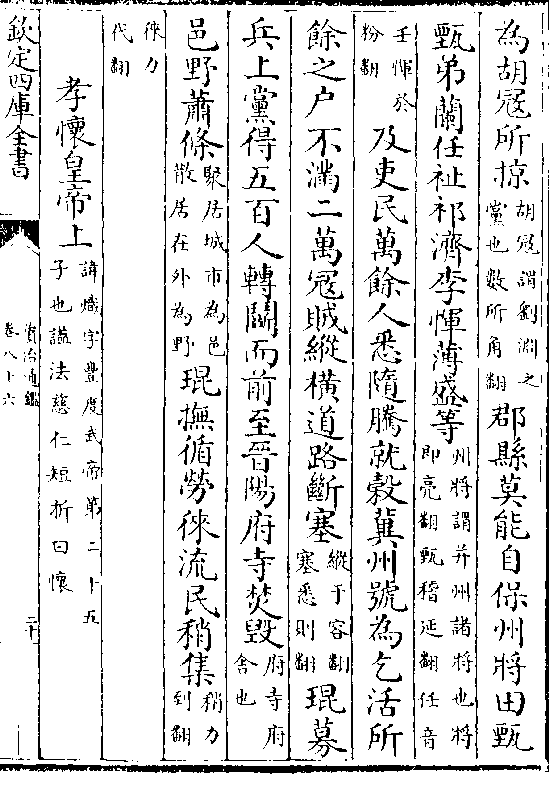 為胡寇所掠胡寇謂劉淵之黨也數所角翻郡縣莫能自保州將田甄
甄弟蘭任祉祁濟李惲薄盛等州將謂并州諸將也將即亮翻甄稽延翻任音
壬惲於粉翻及吏民萬餘人悉隨騰就穀冀州號為乞活所
餘之户不滿二萬寇賊縱横道路斷塞縱于容翻塞悉則翻琨募
兵上黨得五百人轉鬭而前至晉陽府寺焚毁府寺府舍也
邑野蕭條聚居城市為邑散居在外為野琨撫循勞徠流民稍集稍力到翻
徠力代翻
孝懷皇帝上諱熾字豐度武帝第二十五子也諡法慈仁短折曰懷
欽定四庫全書
資治通鑑
卷八十六
二十